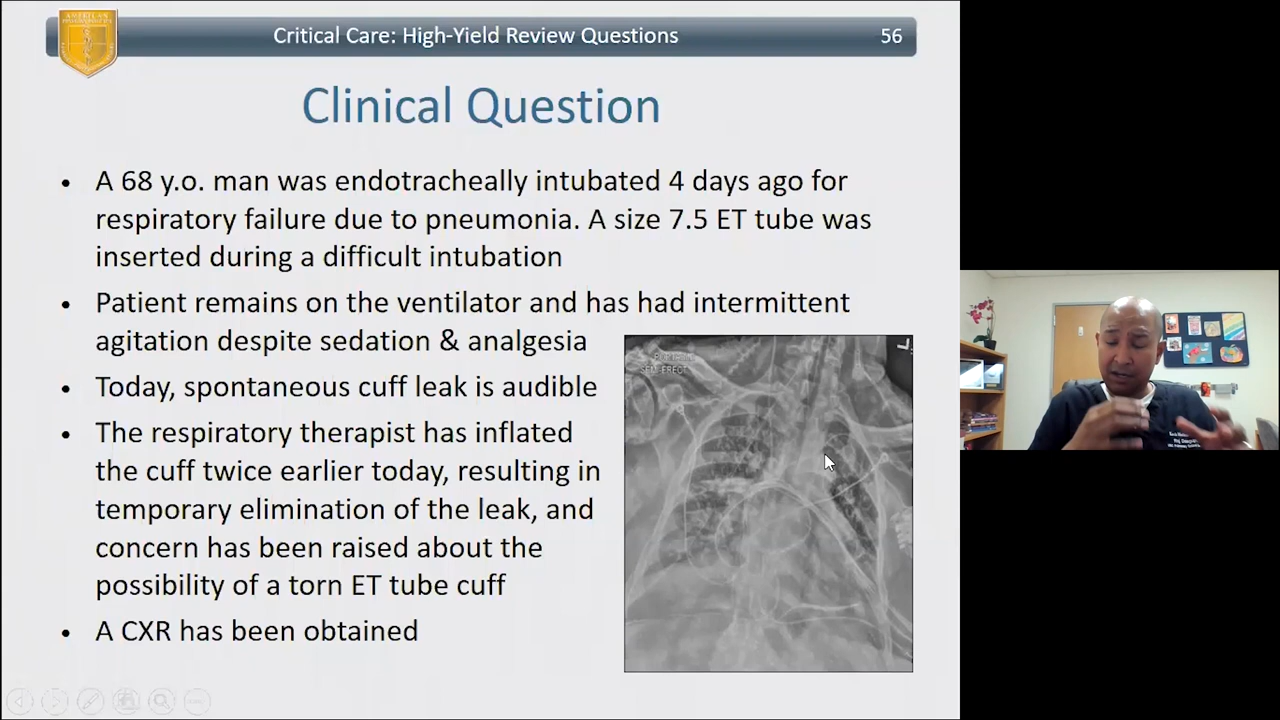 Critical Care: High-Yield Review Questions 56
Clinical Question
• A 68 y.o. man was endotracheally intubated 4 days ago for
respiratory failure due to pneumonia. A size 7.5 ET tube was
inserted during a difficult intubation
• Patient remains on the ventilator and has had intermittent
agitation despite sedation & analgesia
• Today, spontaneous cuff leak is audible
• The respiratory therapist has inflated
the cuff twice earlier today, resulting in
temporary elimination of the leak, and
concern has been raised about the
possibility of a torn ET tube cuff
• A CXR has been obtained
PORTABLE
SEMI-ERECT